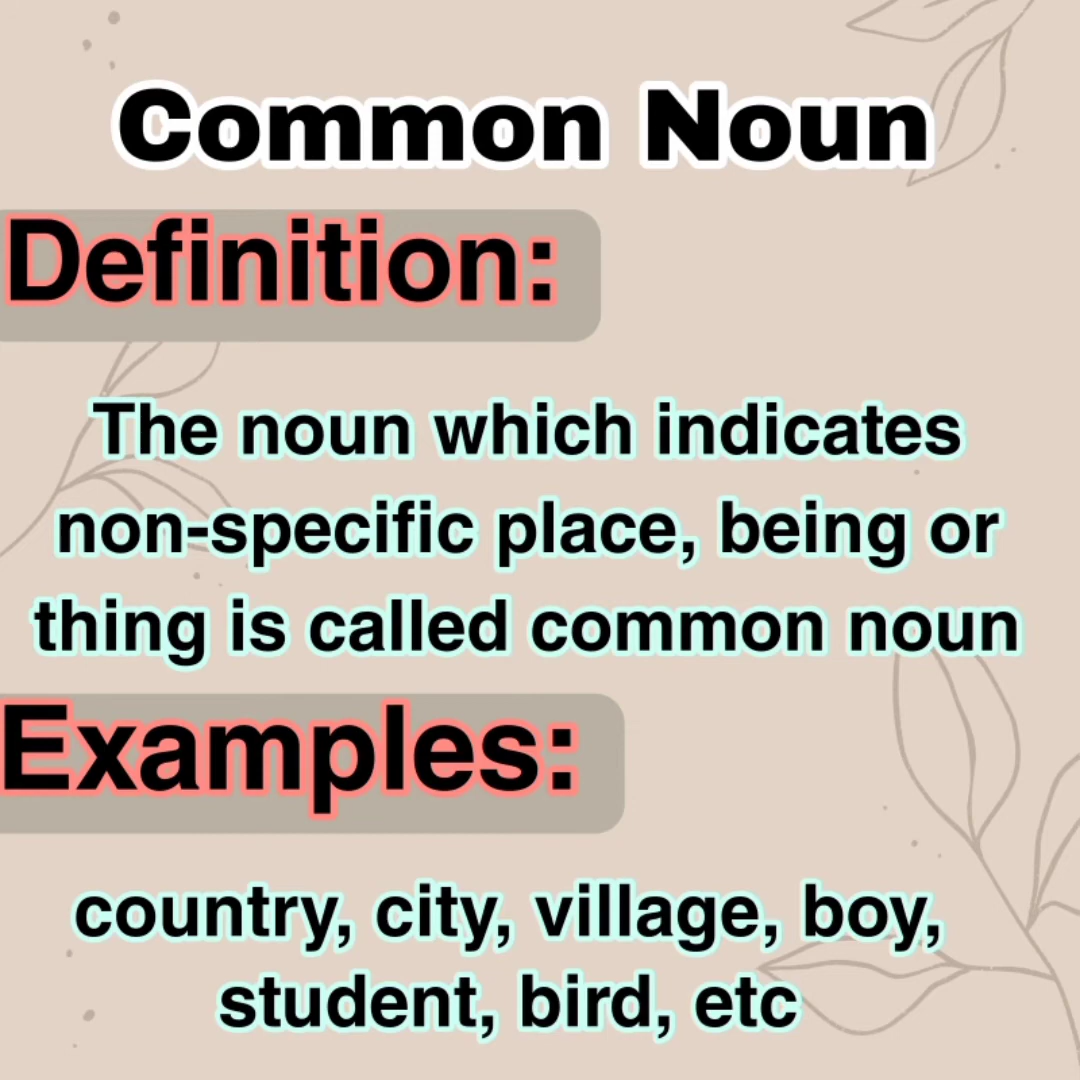 Common Noun
Definition:
The noun which indicates
non-specific place, being or
thing is called common noun
Examples:
country, city, village, boy,
student, bird, etc